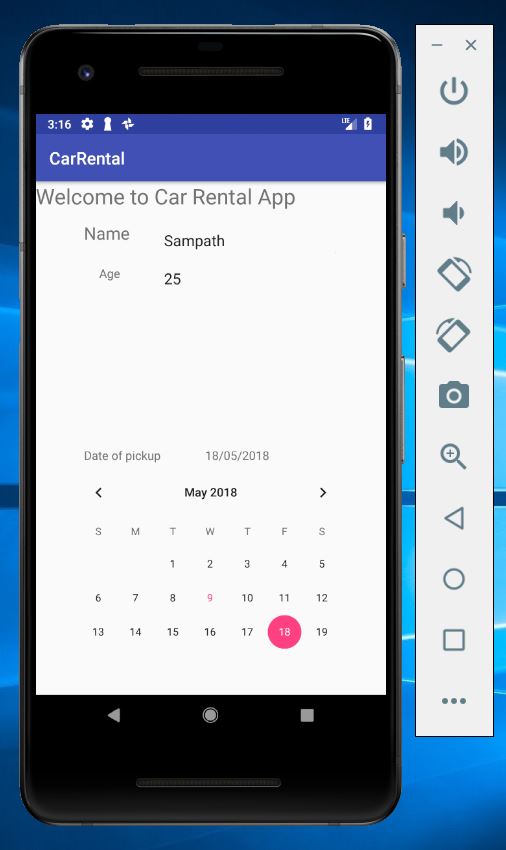 3:16 LTE
CarRental
Welcome to Car Rental App
Name Sampath
Age 25
Date of pickup 18/05/2018
May 2018
S M T W T F S
1 2 3 4 5
6 7 8 9 10 11 12
13 14 15 16 17 18 19